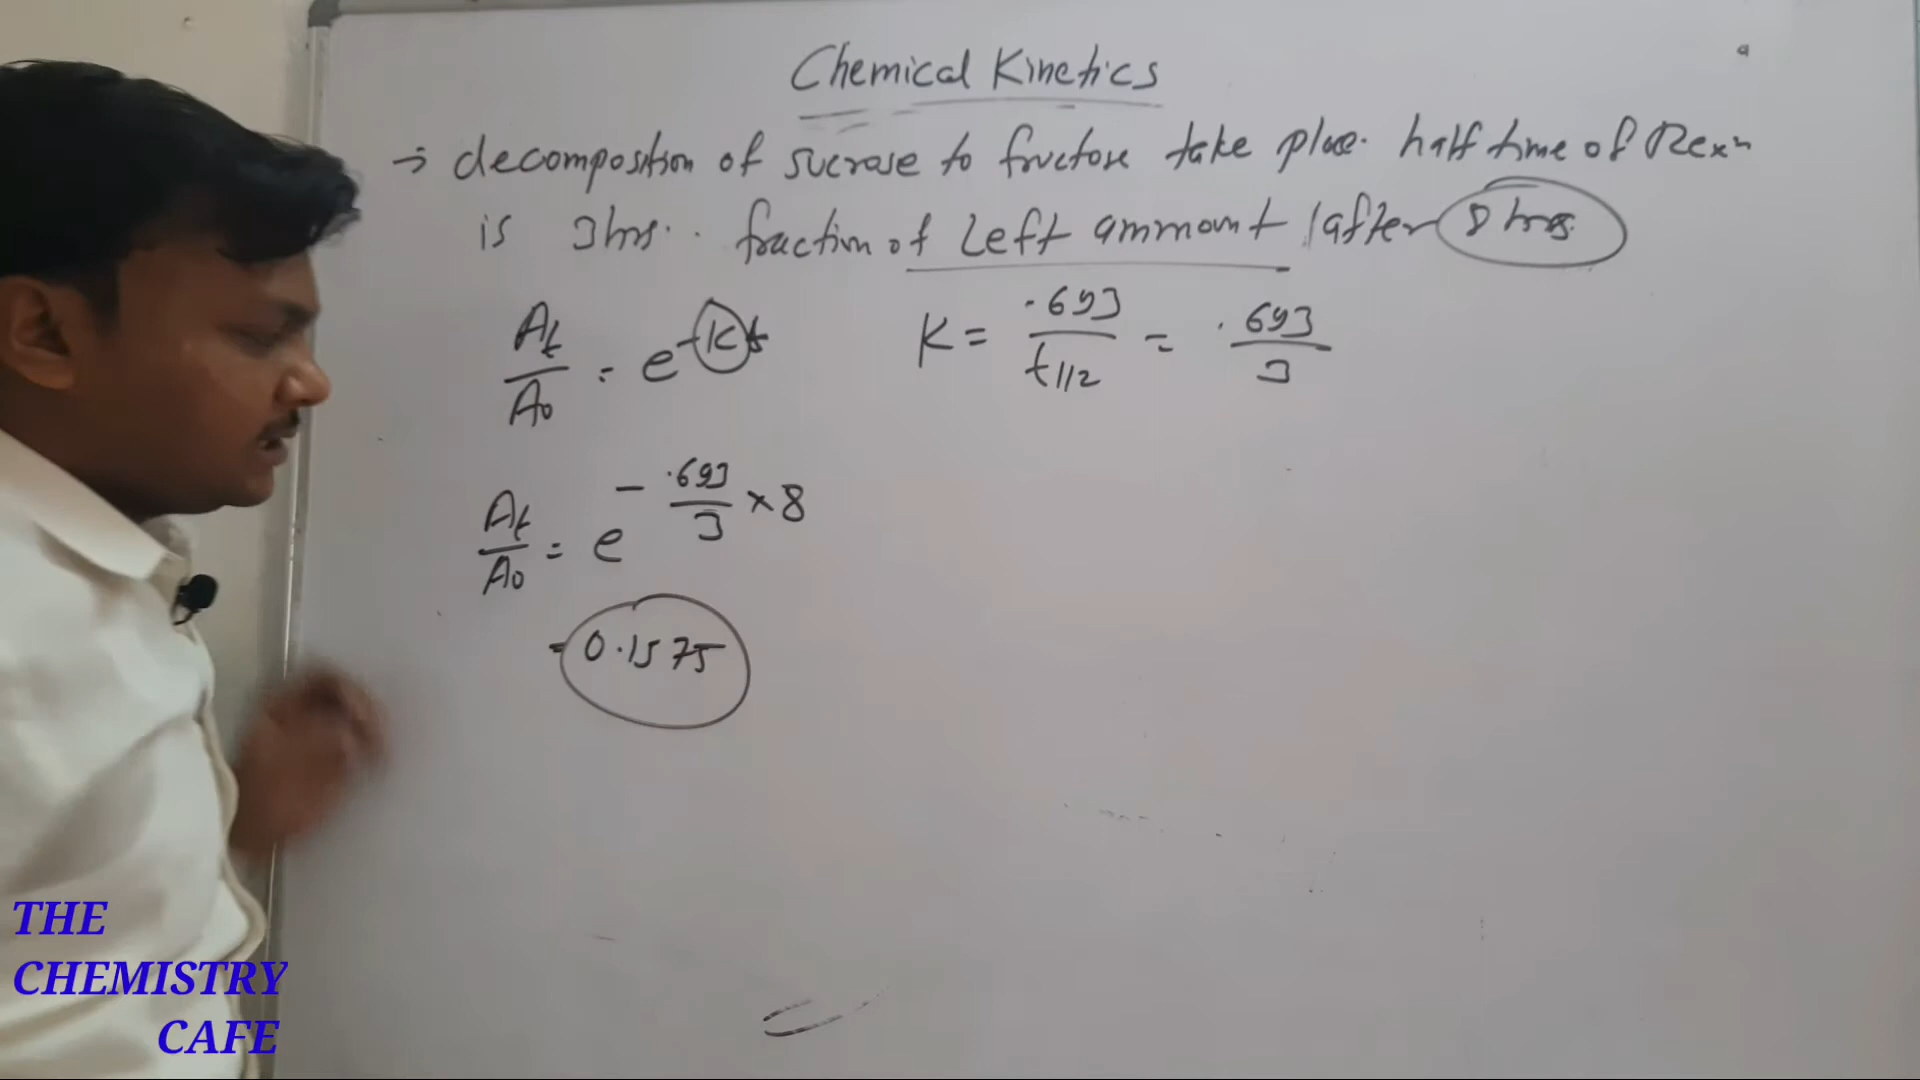 Chemical Kinetics
→ decomposition of sucrose to fructose take place. half time of Rexn
is 3hrs.. fraction of Left ammount /after 8 hrs.
At/A0 = e^-kt   K = .693/t1/2 = .693/3
At/A0 = e^-.693/3 × 8
= 0.1575
THE
CHEMISTRY
CAFE